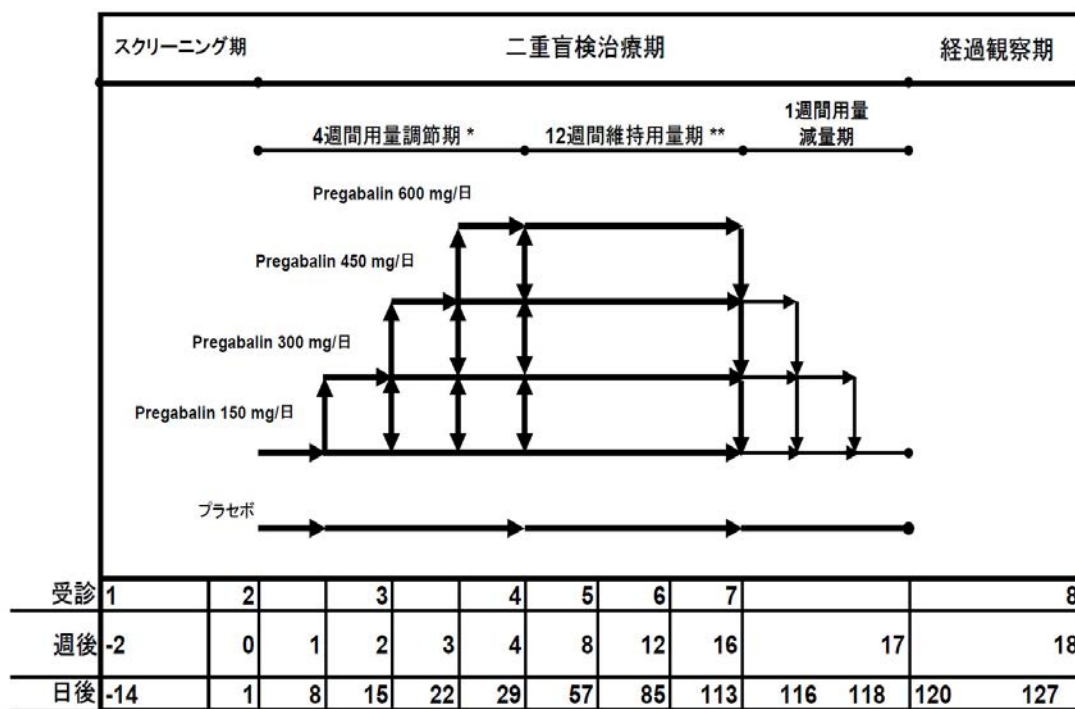 スクリーニング期 二重盲検治療期 経過観察期
4週間用量調節期 * 12週間維持用量期 ** 1週間用量
減量期
Pregabalin 600 mg/日
Pregabalin 450 mg/日
Pregabalin 300 mg/日
Pregabalin 150 mg/日
プラセボ
受診 1 2 3 4 5 6 7 8
週後 -2 0 1 2 3 4 8 12 16 17 18
日後 -14 1 8 15 22 29 57 85 113 116 118 120 127